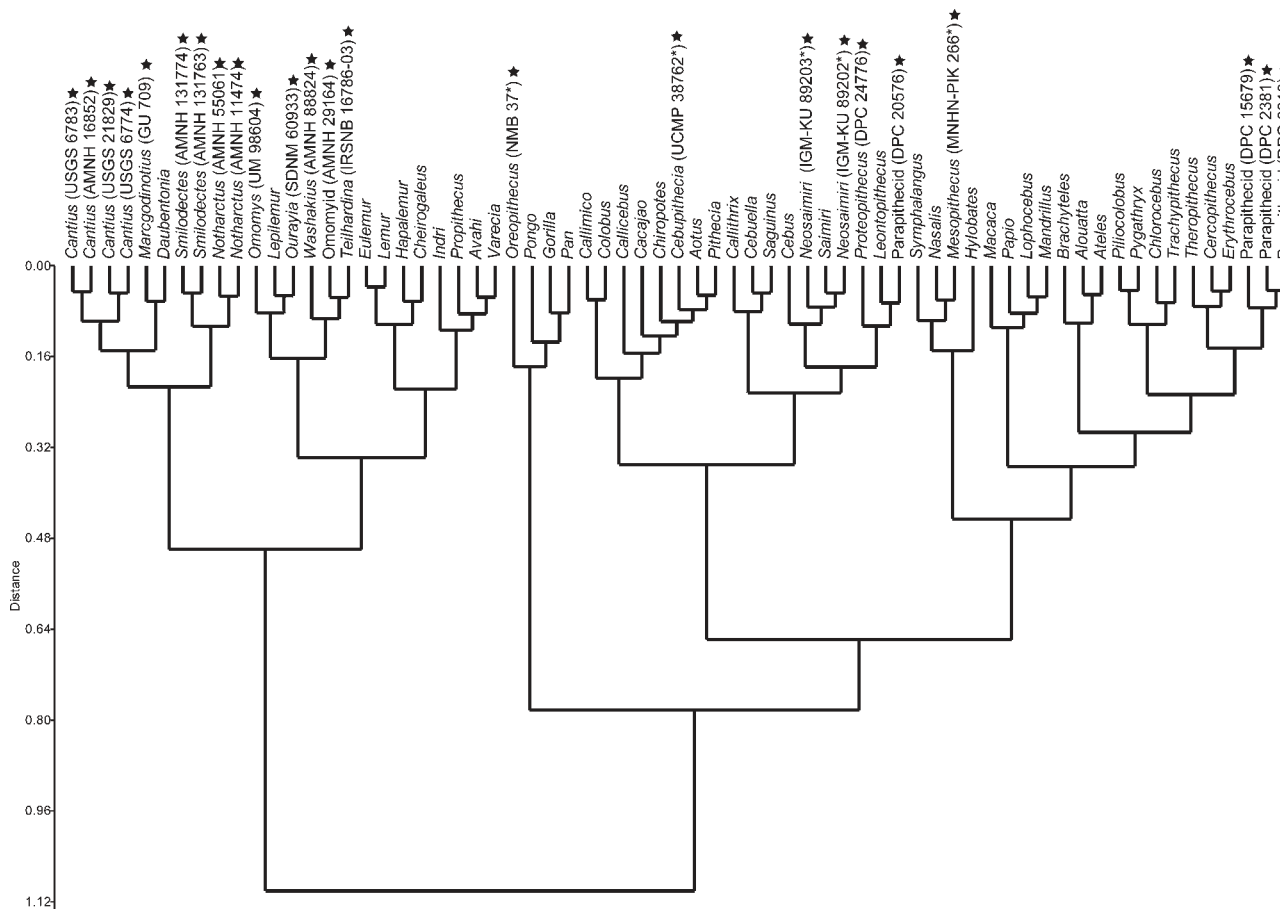 Cantius (USGS 6783)★
Cantius (AMNH 16852)★
Cantius (USGS 21829)★
Cantius (USGS 6774)★
Marcgodinotius (GU 709) ★
Daubentonia
Smilodectes (AMNH 131774)★
Smilodectes (AMNH 131763)★
Notharctus (AMNH 55061)★
Notharctus (AMNH 11474)★
Omomys (UM 98604)★
Lepilemur
Ourayia (SDNM 60933)★
Washakius (AMNH 88824)★
Omomyid (AMNH 29164)★
Teilhardina (IRSNB 16786-03)★
Eulemur
Lemur
Hapalemur
Cheirogaleus
Indri
Propithecus
Avahi
Varecia
Oreopithecus (NMB 37*)★
Pongo
Gorilla
Pan
Callimico
Colobus
Callicebus
Cacajao
Chiropotes
Cebupithecia (UCMP 38762*)★
Aotus
Pithecia
Callithrix
Cebuella
Saguinus
Cebus
Neosaimiri (IGM-KU 89203*)★
Saimiri
Neosaimiri (IGM-KU 89202*)★
Proteopithecus (DPC 24776)★
Leontopithecus
Parapithecid (DPC 20576)★
Symphalangus
Nasalis
Mesopithecus (MNHN-PIK 266*)★
Hylobates
Macaca
Papio
Lophocebus
Mandrillus
Brachyteles
Alouatta
Ateles
Piliocolobus
Pygathryx
Chlorocebus
Trachypithecus
Theropithecus
Cercopithecus
Erythrocebus
Parapithecid (DPC 15679)★
Parapithecid (DPC 2381)★
0.00
0.16
0.32
0.48
0.64
0.80
0.96
1.12
Distance